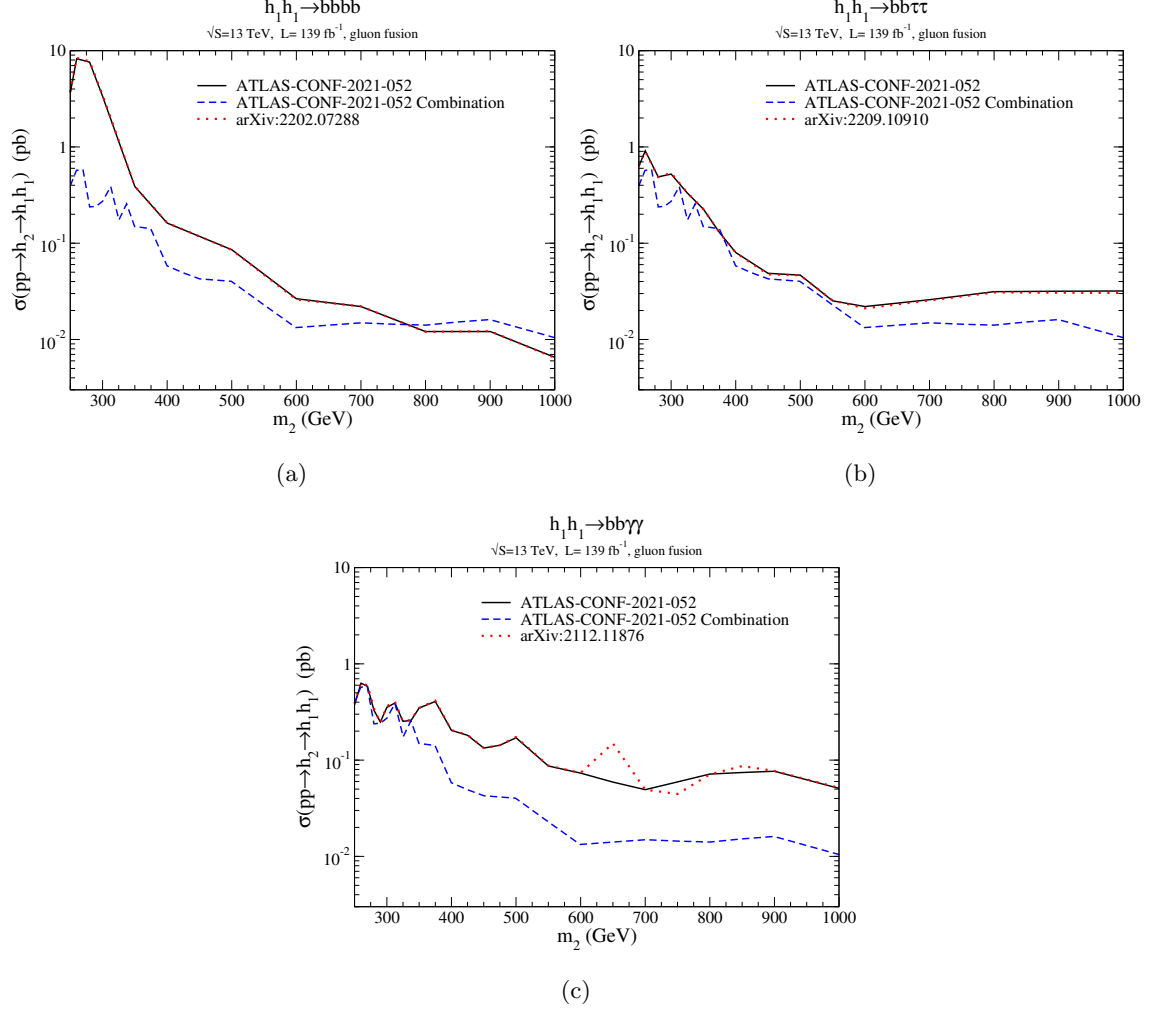 h₁h₁→bbbb
√S=13 TeV, L= 139 fb⁻¹, gluon fusion
σ(pp→h₂→h₁h₁) (pb)
10
1
10⁻¹
10⁻²
ATLAS-CONF-2021-052
ATLAS-CONF-2021-052 Combination
arXiv:2202.07288
300 400 500 600 700 800 900 1000
m₂ (GeV)
(a)
h₁h₁→bbττ
√S=13 TeV, L= 139 fb⁻¹, gluon fusion
σ(pp→h₂→h₁h₁) (pb)
10
1
10⁻¹
10⁻²
ATLAS-CONF-2021-052
ATLAS-CONF-2021-052 Combination
arXiv:2209.10910
300 400 500 600 700 800 900 1000
m₂ (GeV)
(b)
h₁h₁→bbγγ
√S=13 TeV, L= 139 fb⁻¹, gluon fusion
σ(pp→h₂→h₁h₁) (pb)
10
1
10⁻¹
10⁻²
ATLAS-CONF-2021-052
ATLAS-CONF-2021-052 Combination
arXiv:2112.11876
300 400 500 600 700 800 900 1000
m₂ (GeV)
(c)